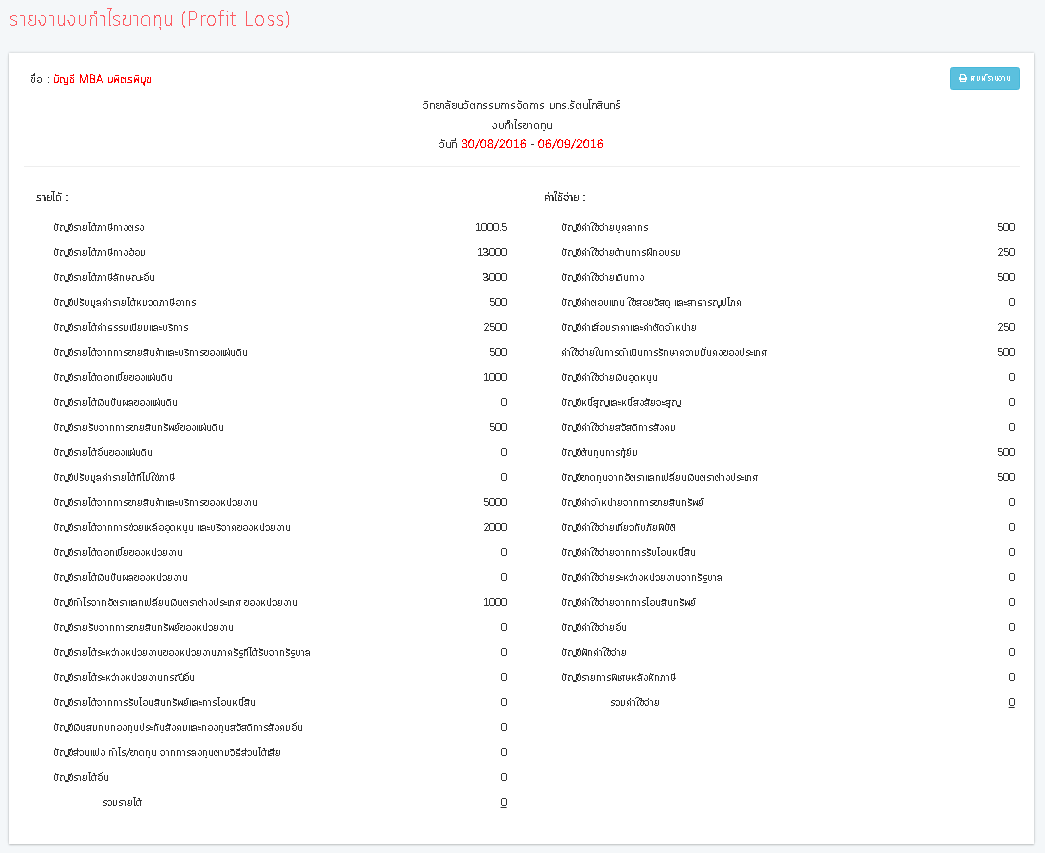 รายงานงบกำไรขาดทุน (Profit Loss)
ชื่อ : บัญชี MBA บพิตรพิมุข
พิมพ์รายงาน
วิทยาลัยนวัตกรรมการจัดการ มทร.รัตนโกสินทร์
งบกำไรขาดทุน
วันที่ 30/08/2016 - 06/09/2016
รายได้ :
บัญชีรายได้ภาษีทางตรง 1000.5
บัญชีรายได้ภาษีทางอ้อม 13000
บัญชีรายได้ภาษีลักษณะอื่น 3000
บัญชีปรับมูลค่ารายได้หมวดภาษีอากร 500
บัญชีรายได้ค่าธรรมเนียมและบริการ 2500
บัญชีรายได้จากการขายสินค้าและบริการของแผ่นดิน 500
บัญชีรายได้ดอกเบี้ยของแผ่นดิน 1000
บัญชีรายได้เงินปันผลของแผ่นดิน 0
บัญชีรายรับจากการขายสินทรัพย์ของแผ่นดิน 500
บัญชีรายได้อื่นของแผ่นดิน 0
บัญชีปรับมูลค่ารายได้ที่ไม่ใช่ภาษี 0
บัญชีรายได้จากการขายสินค้าและบริการของหน่วยงาน 5000
บัญชีรายได้จากการช่วยเหลืออุดหนุน และบริจาคของหน่วยงาน 2000
บัญชีรายได้ดอกเบี้ยของหน่วยงาน 0
บัญชีรายได้เงินปันผลของหน่วยงาน 0
บัญชีกำไรจากอัตราแลกเปลี่ยนเงินตราต่างประเทศ ของหน่วยงาน 1000
บัญชีรายรับจากการขายสินทรัพย์ของหน่วยงาน 0
บัญชีรายได้ระหว่างหน่วยงานของหน่วยงานภาครัฐที่ได้รับจากรัฐบาล 0
บัญชีรายได้ระหว่างหน่วยงานกรณีอื่น 0
บัญชีรายได้จากการรับโอนสินทรัพย์และการโอนหนี้สิน 0
บัญชีเงินสมทบกองทุนประกันสังคมและกองทุนสวัสดิการสังคมอื่น 0
บัญชีส่วนแบ่ง กำไร/ขาดทุน จากการลงทุนตามวิธีส่วนได้เสีย 0
บัญชีรายได้อื่น 0
รวมรายได้ 0
ค่าใช้จ่าย :
บัญชีค่าใช้จ่ายบุคลากร 500
บัญชีค่าใช้จ่ายด้านการฝึกอบรม 250
บัญชีค่าใช้จ่ายเดินทาง 500
บัญชีค่าตอบแทน ใช้สอยวัสดุ และสาธารณูปโภค 0
บัญชีค่าเสื่อมราคาและค่าตัดจำหน่าย 250
ค่าใช้จ่ายในการดำเนินการรักษาความมั่นคงของประเทศ 500
บัญชีค่าใช้จ่ายเงินอุดหนุน 0
บัญชีหนี้สูญและหนี้สงสัยจะสูญ 0
บัญชีค่าใช้จ่ายสวัสดิการสังคม 0
บัญชีต้นทุนการกู้ยืม 500
บัญชีขาดทุนจากอัตราแลกเปลี่ยนเงินตราต่างประเทศ 500
บัญชีค่าจำหน่ายจากการขายสินทรัพย์ 0
บัญชีค่าใช้จ่ายเกี่ยวกับภัยพิบัติ 0
บัญชีค่าใช้จ่ายจากการรับโอนหนี้สิน 0
บัญชีค่าใช้จ่ายระหว่างหน่วยงานจากรัฐบาล 0
บัญชีค่าใช้จ่ายจากการโอนสินทรัพย์ 0
บัญชีค่าใช้จ่ายอื่น 0
บัญชีพักค่าใช้จ่าย 0
บัญชีรายการพิเศษหลังหักภาษี 0
รวมค่าใช้จ่าย 0